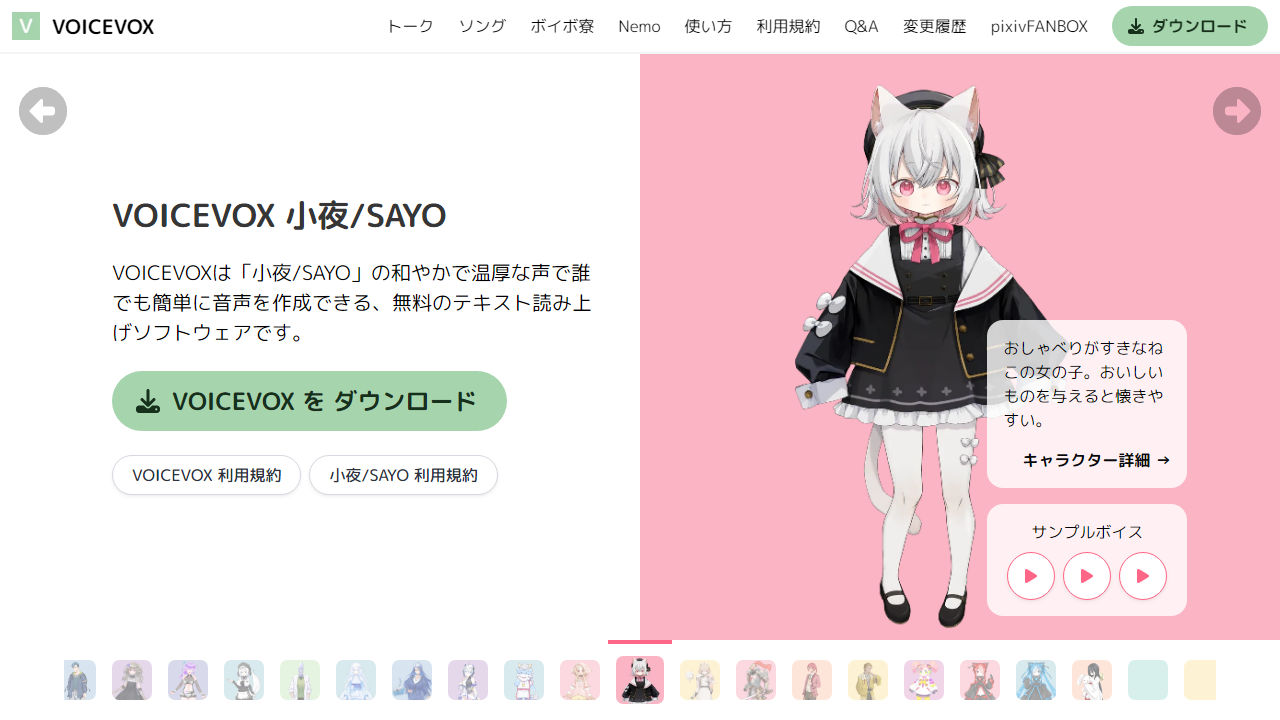 V VOICEVOX トーク ソング ボイボ寮 Nemo 使い方 利用規約 Q&A 変更履歴 pixivFANBOX ダウンロード
VOICEVOX 小夜/SAYO
VOICEVOXは「小夜/SAYO」の和やかで温厚な声で誰
でも簡単に音声を作成できる、無料のテキスト読み上
げソフトウェアです。
VOICEVOX を ダウンロード
VOICEVOX 利用規約 小夜/SAYO 利用規約
おしゃべりがすきなね
この女の子。おいしい
ものを与えると懐きや
すい。
キャラクター詳細 →
サンプルボイス